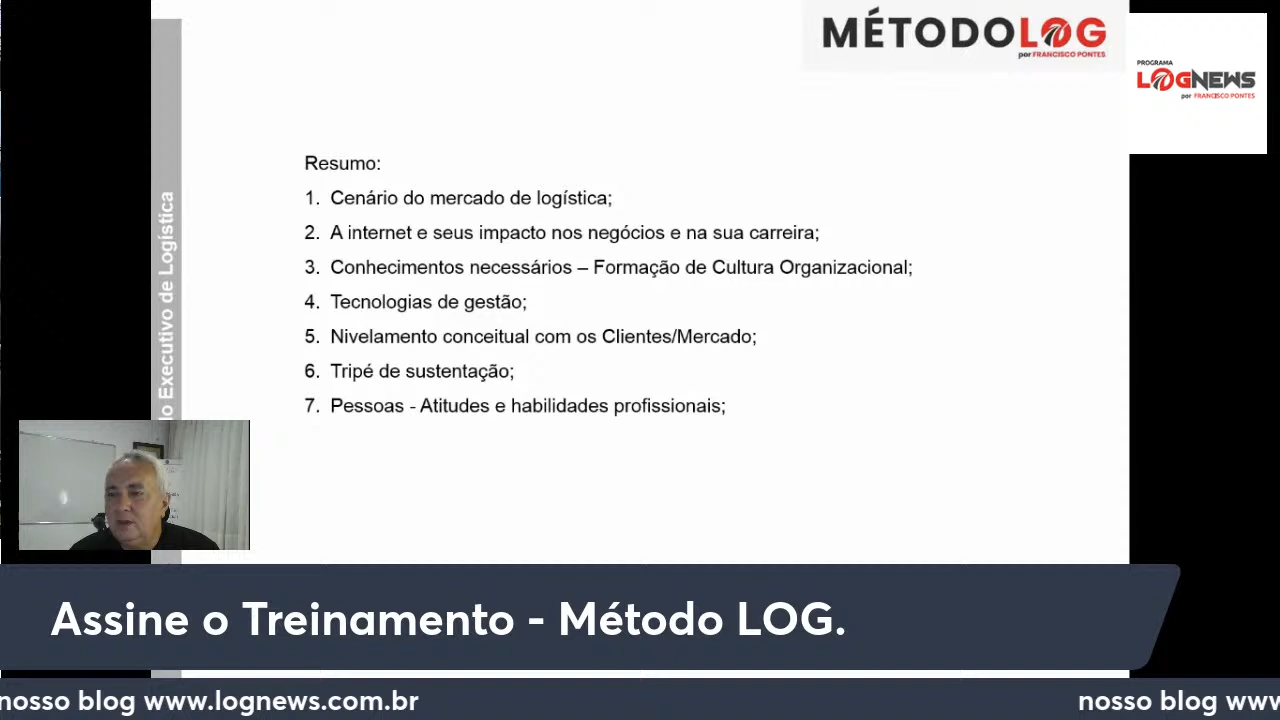 MÉTODOLOG
por FRANCISCO PONTES
PROGRAMA
LOGNEWS
por FRANCISCO PONTES
Resumo:
1. Cenário do mercado de logística;
2. A internet e seus impacto nos negócios e na sua carreira;
3. Conhecimentos necessários – Formação de Cultura Organizacional;
4. Tecnologias de gestão;
5. Nivelamento conceitual com os Clientes/Mercado;
6. Tripé de sustentação;
7. Pessoas - Atitudes e habilidades profissionais;
Executivo de Logística
Assine o Treinamento - Método LOG.
nosso blog www.lognews.com.br
nosso blog www